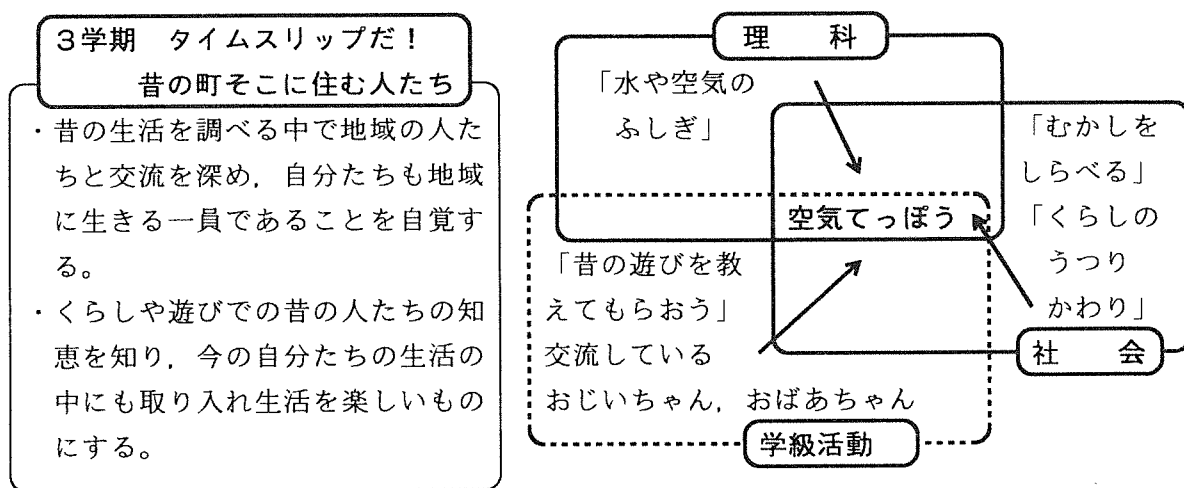 3学期 タイムスリップだ!
昔の町そこに住む人たち
・昔の生活を調べる中で地域の人た
ちと交流を深め,自分たちも地域
に生きる一員であることを自覚す
る。
・くらしや遊びでの昔の人たちの知
恵を知り,今の自分たちの生活の
中にも取り入れ生活を楽しいもの
にする。
理 科
「水や空気の
ふしぎ」
「むかしを
しらべる」
「くらしの
うつり
かわり」
社 会
空気てっぽう
「昔の遊びを教
えてもらおう」
交流している
おじいちゃん,おばあちゃん
学級活動